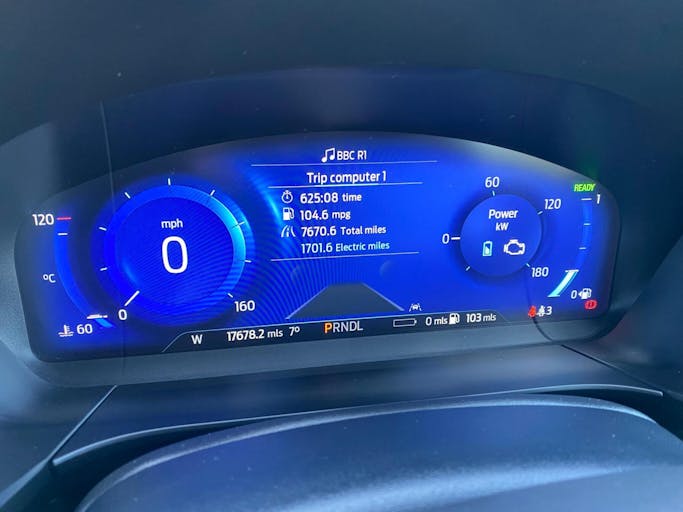 BBC R1
Trip computer 1
625:08 time
104.6 mpg
7670.6 Total miles
1701.6 Electric miles
120
°C
60
mph
0
0
160
Power
kW
0
60
120
180
READY
1
0
W 17678.2 mls 7° PRNDL 0 mls 103 mls
3